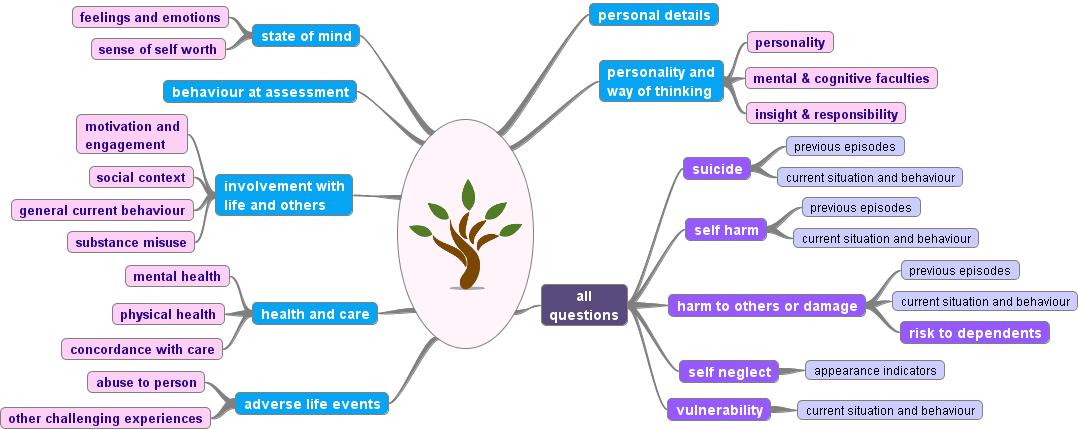 feelings and emotions
sense of self worth
state of mind
behaviour at assessment
motivation and
engagement
social context
general current behaviour
substance misuse
involvement with
life and others
mental health
physical health
concordance with care
health and care
abuse to person
other challenging experiences
adverse life events
personal details
personality and
way of thinking
personality
mental & cognitive faculties
insight & responsibility
all
questions
suicide
previous episodes
current situation and behaviour
self harm
previous episodes
current situation and behaviour
harm to others or damage
previous episodes
current situation and behaviour
risk to dependents
self neglect
appearance indicators
vulnerability
current situation and behaviour